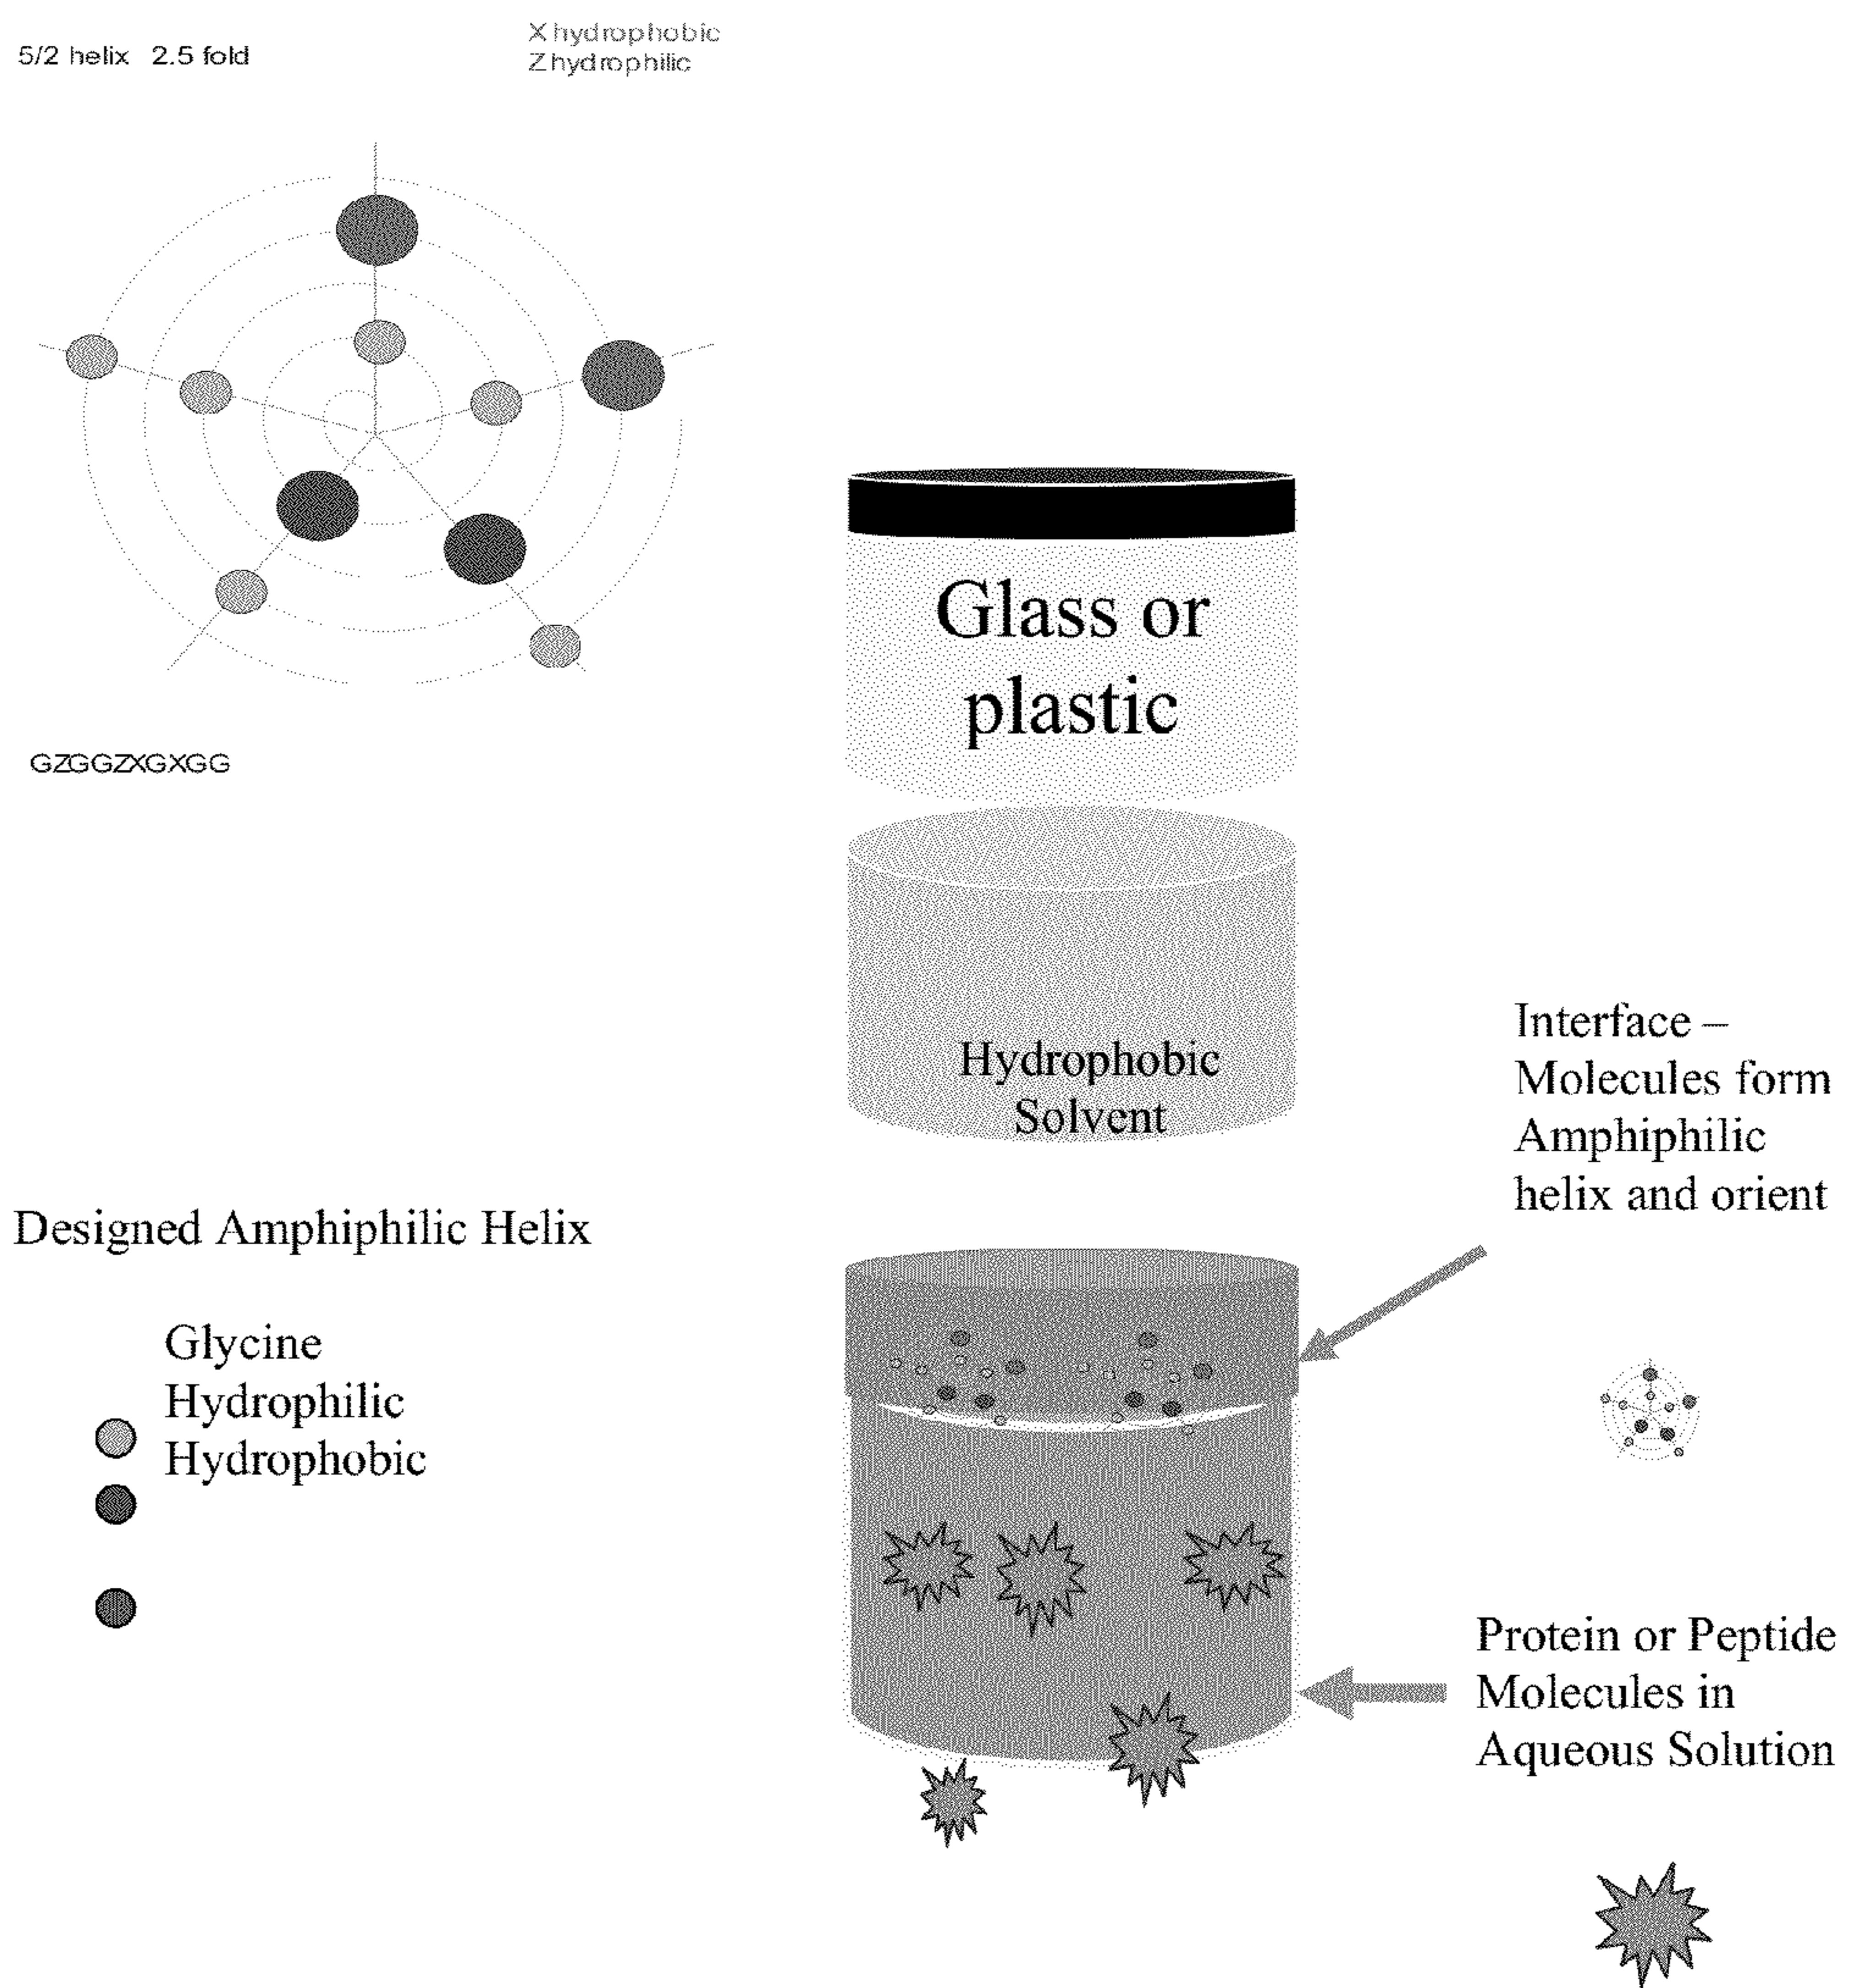 5/2 helix 2.5 fold
X hydrophobic
Z hydrophilic
GZGGZXGXGG
Glass or
plastic
Hydrophobic
Solvent
Interface –
Molecules form
Amphiphilic
helix and orient
Designed Amphiphilic Helix
Glycine
Hydrophilic
Hydrophobic
Protein or Peptide
Molecules in
Aqueous Solution